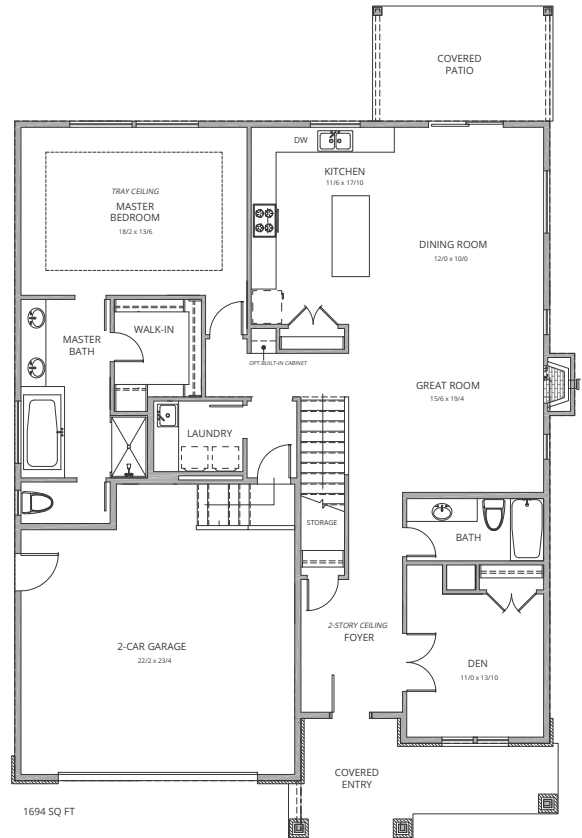 COVERED
PATIO
DW
KITCHEN
11/6 x 17/10
TRAY CEILING
MASTER
BEDROOM
18/2 x 13/6
DINING ROOM
12/0 x 10/0
MASTER
BATH
WALK-IN
OPT. BUILT-IN CABINET
GREAT ROOM
15/6 x 19/4
LAUNDRY
STORAGE
BATH
2-STORY CEILING
FOYER
2-CAR GARAGE
22/2 x 23/4
DEN
11/0 x 13/10
COVERED
ENTRY
1694 SQ FT